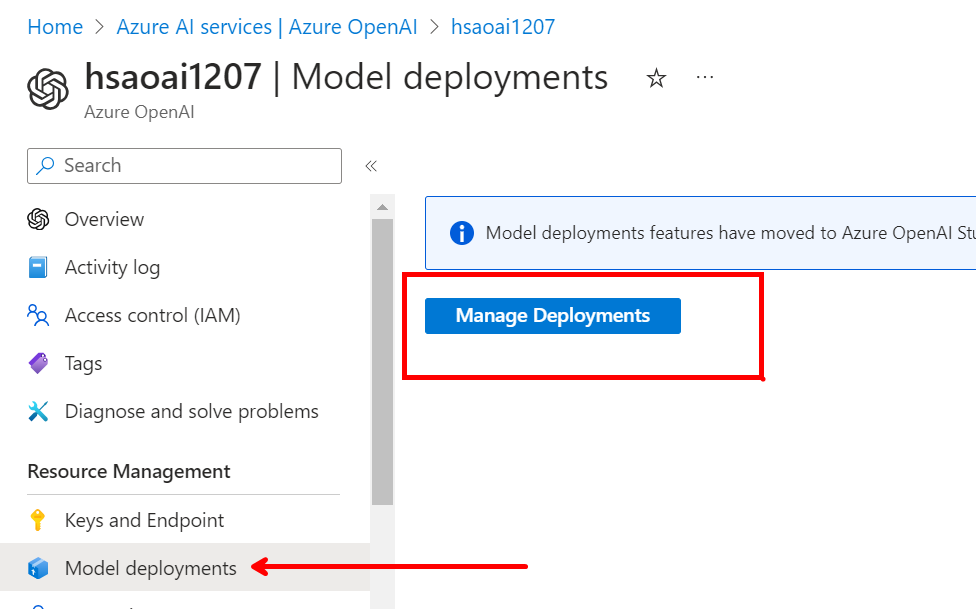 Home > Azure AI services | Azure OpenAI > hsaoai1207
hsaoai1207 | Model deployments
Azure OpenAI
Search
Overview
Activity log
Access control (IAM)
Tags
Diagnose and solve problems
Resource Management
Keys and Endpoint
Model deployments
Model deployments features have moved to Azure OpenAI
Manage Deployments